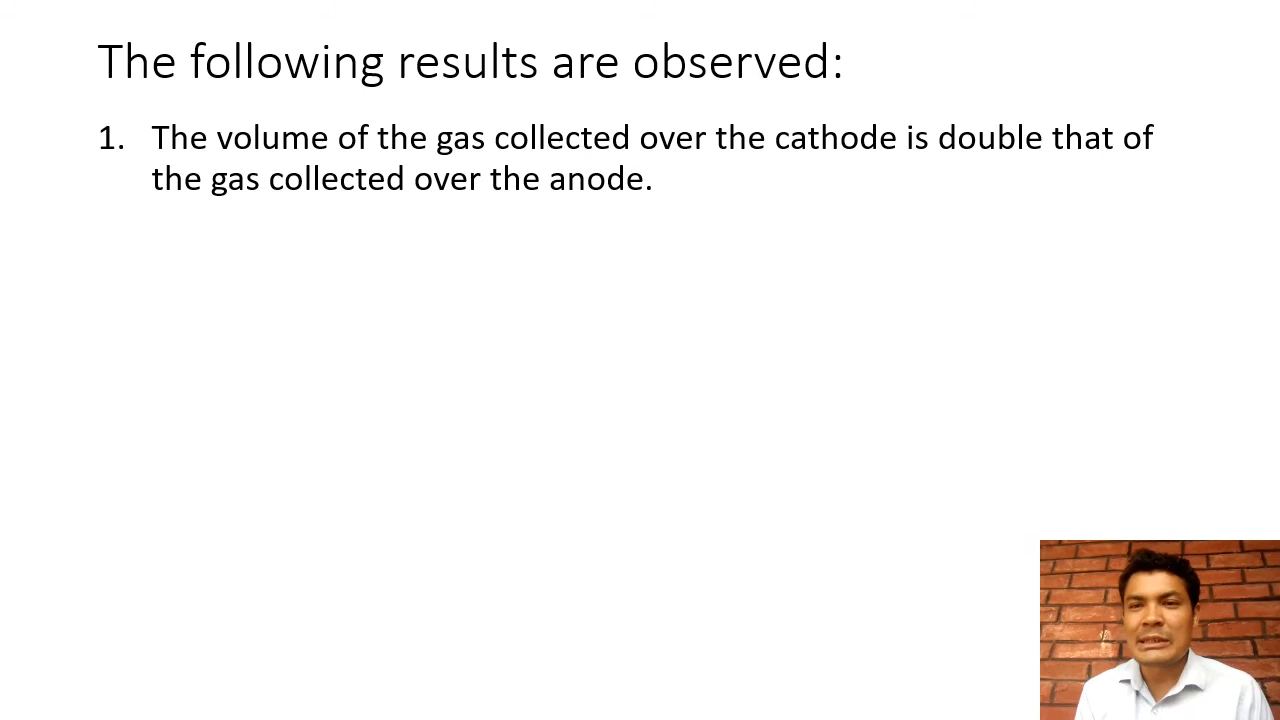 The following results are observed:
1. The volume of the gas collected over the cathode is double that of
the gas collected over the anode.